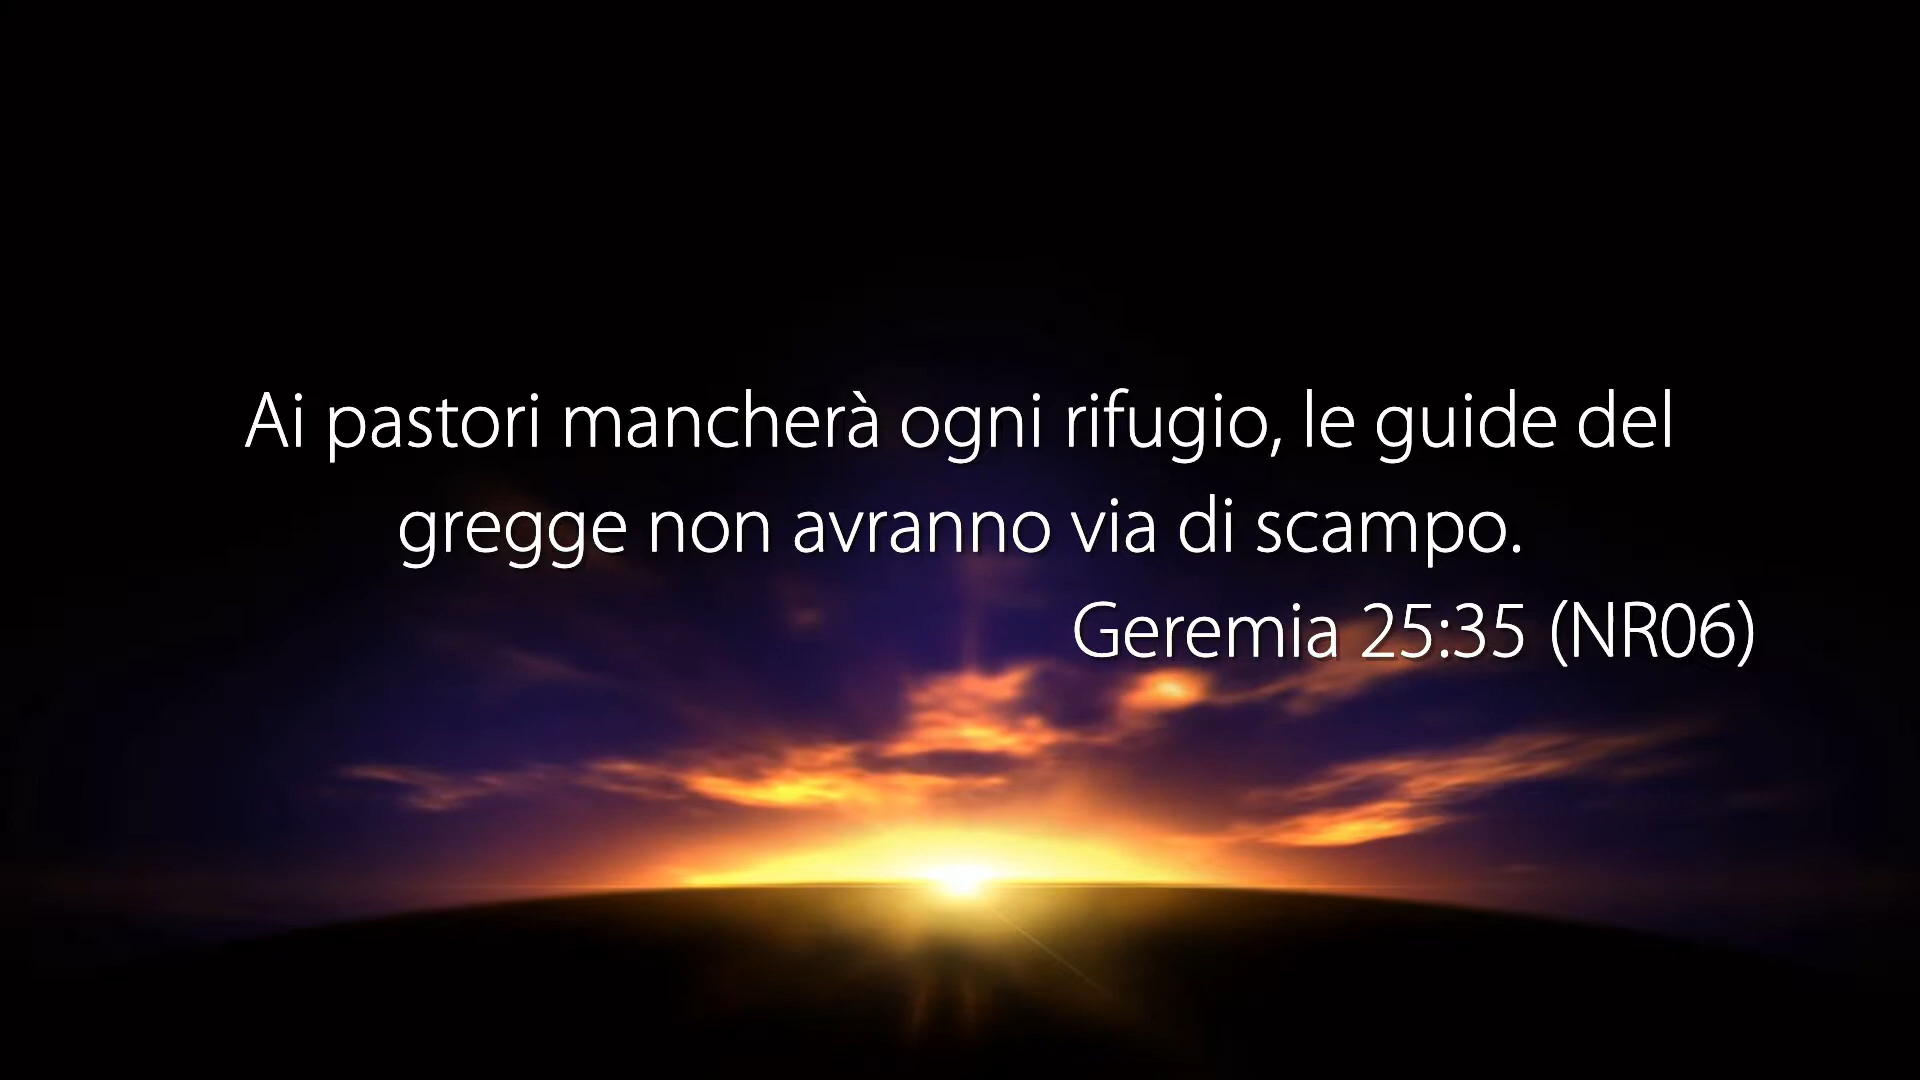 Ai pastori mancherà ogni rifugio, le guide del
gregge non avranno via di scampo.
Geremia 25:35 (NR06)